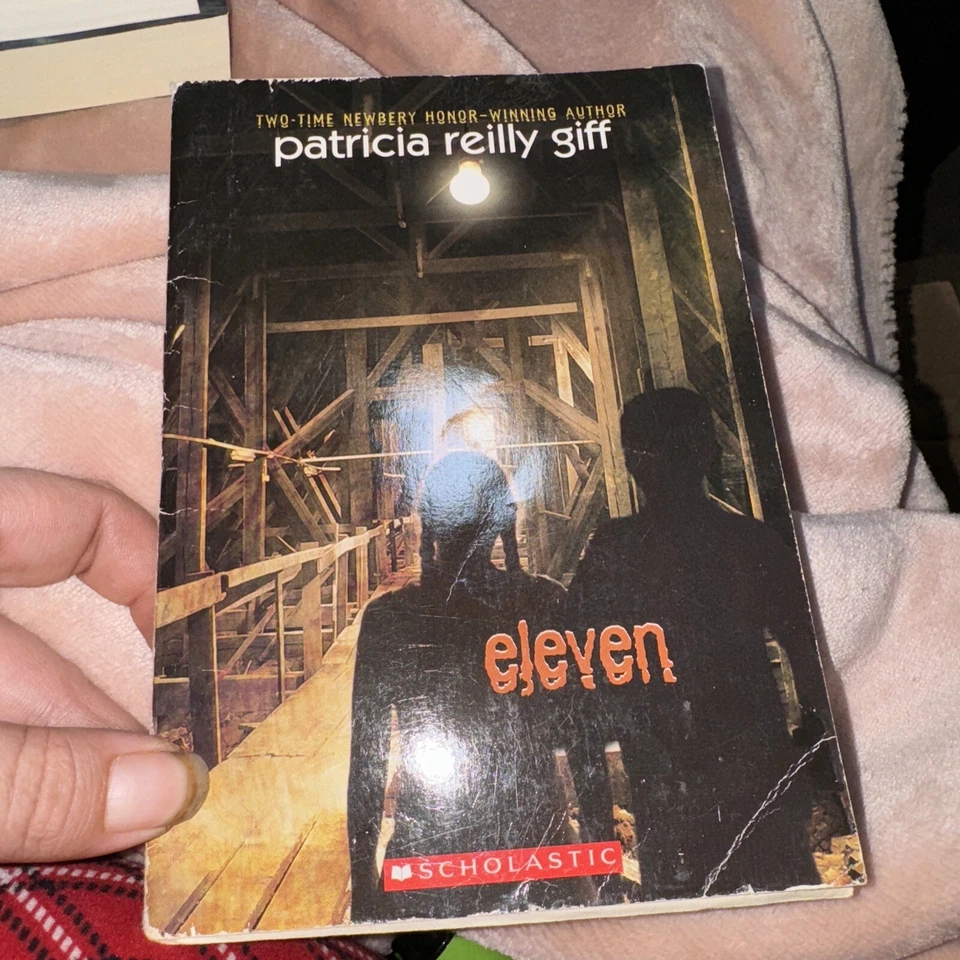 TWO-TIME NEWBERY HONOR-WINNING AUTHOR
patricia reilly giff
eleven
SCHOLASTIC